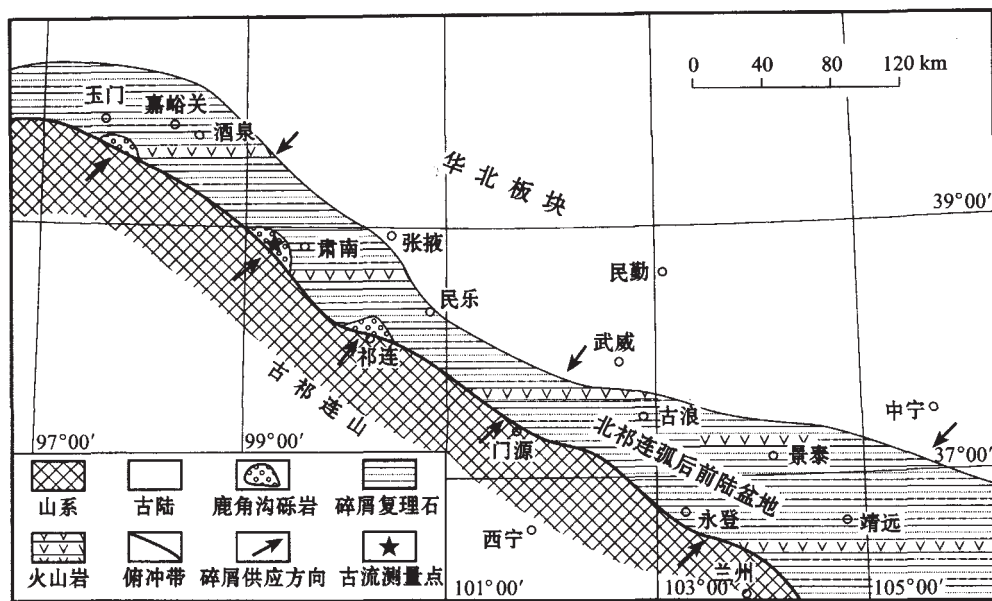 0 40 80 120 km
玉门
嘉峪关
酒泉
华北板块
39°00′
肃南
张掖
民勤
民乐
祁连
武威
古祁连山
古浪
中宁
97°00′
99°00′
门源
北祁连弧后前陆盆地
景泰
37°00′
山系
古陆
鹿角沟砾岩
碎屑复理石
永登
靖远
西宁
火山岩
俯冲带
碎屑供应方向
古流测量点
101°00′
103°00′
兰州
105°00′